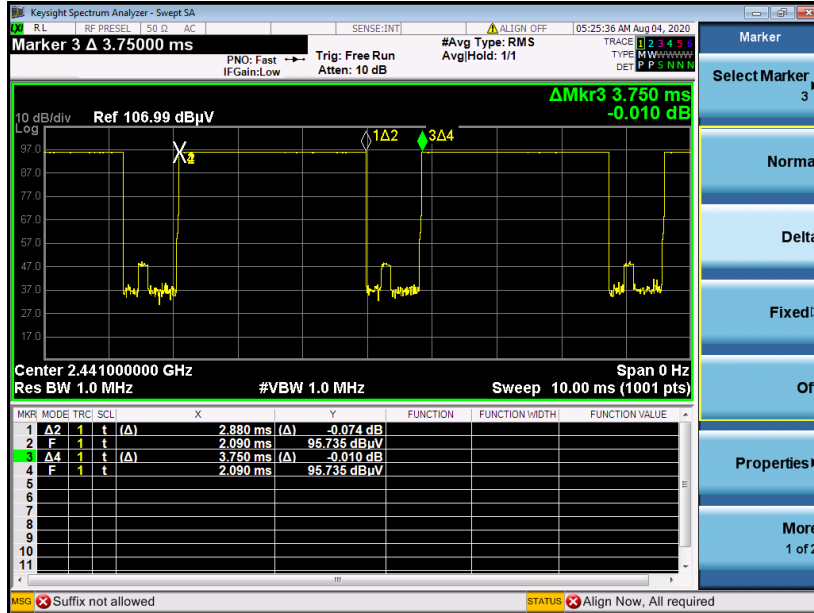 Keysight Spectrum Analyzer - Swept SA
LXI RL RF PRESEL 50 Ω AC SENSE:INT ALIGN OFF 05:25:36 AM Aug 04, 2020
Marker 3 Δ 3.75000 ms
PNO: Fast
IFGain:Low
Trig: Free Run
Atten: 10 dB
#Avg Type: RMS
Avg|Hold: 1/1
TRACE 1 2 3 4 5 6
TYPE MWWWWW
DET P P S N N N
ΔMkr3 3.750 ms
-0.010 dB
10 dB/div Ref 106.99 dBµV
Log
97.0
87.0
77.0
67.0
57.0
47.0
37.0
27.0
17.0
1Δ2
3Δ4
Center 2.441000000 GHz Span 0 Hz
Res BW 1.0 MHz #VBW 1.0 MHz Sweep 10.00 ms (1001 pts)
MKR MODE TRC SCL X Y FUNCTION FUNCTION WIDTH FUNCTION VALUE
1 Δ2 1 t (Δ) 2.880 ms (Δ) -0.074 dB
2 F 1 t 2.090 ms 95.735 dBµV
3 Δ4 1 t (Δ) 3.750 ms (Δ) -0.010 dB
4 F 1 t 2.090 ms 95.735 dBµV
5
6
7
8
9
10
11
MSG Suffix not allowed STATUS Align Now, All required
Marker
Select Marker
3
Norma
Delta
Fixed
Of
Properties
More
1 of 2